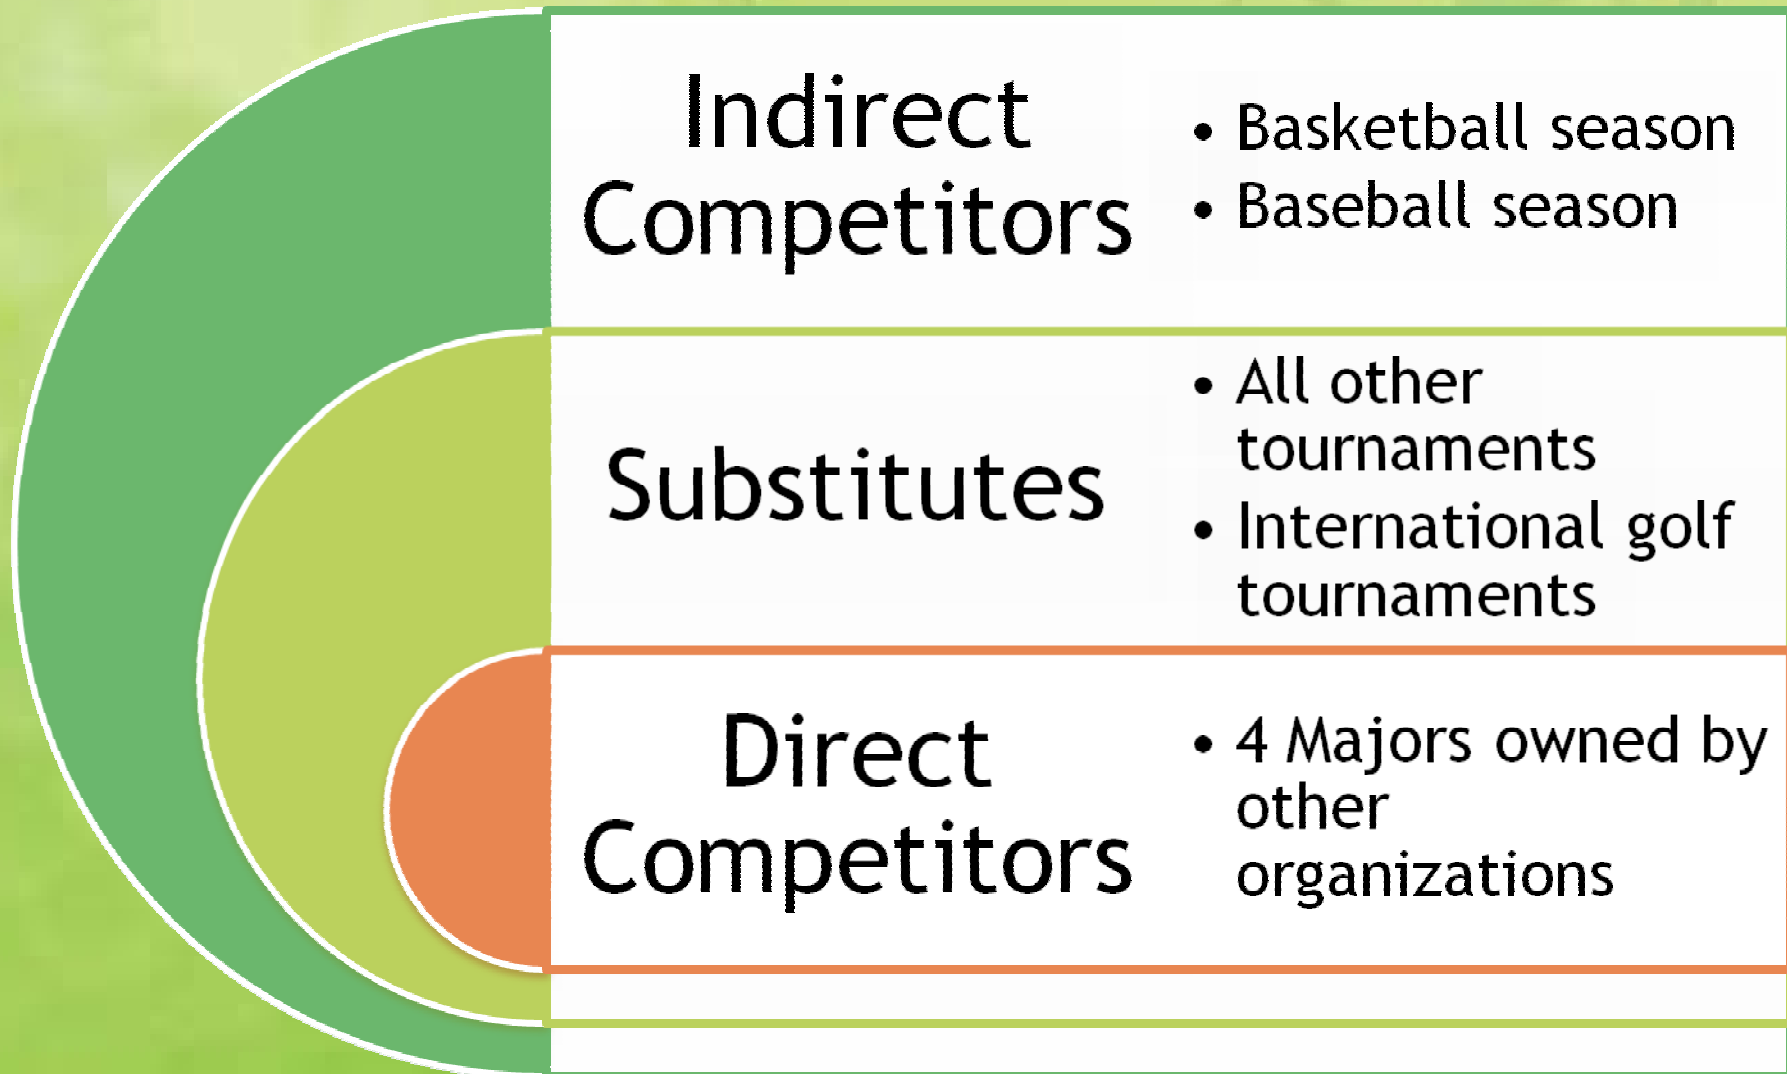 Indirect
Competitors
• Basketball season
• Baseball season
Substitutes
• All other
tournaments
• International golf
tournaments
Direct
Competitors
• 4 Majors owned by
other
organizations